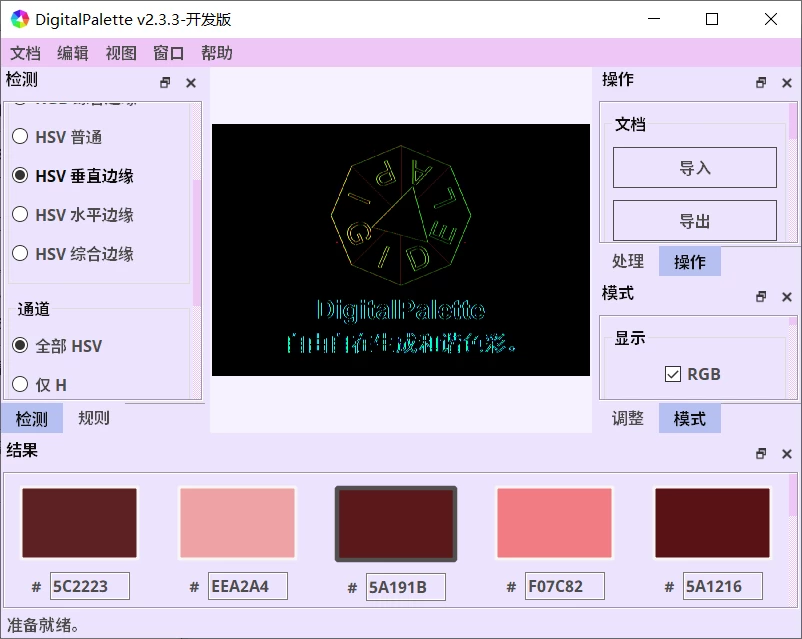 DigitalPalette v2.3.3-开发版
文档 编辑 视图 窗口 帮助
检测
HSV 普通
HSV 垂直边缘
HSV 水平边缘
HSV 综合边缘
通道
全部 HSV
仅 H
检测 规则
DIGITALPALE
DigitalPalette
自由自在生成和谐色彩。
操作
文档
导入
导出
处理 操作
模式
显示
RGB
调整 模式
结果
# 5C2223 # EEA2A4 # 5A191B # F07C82 # 5A1216
准备就绪。